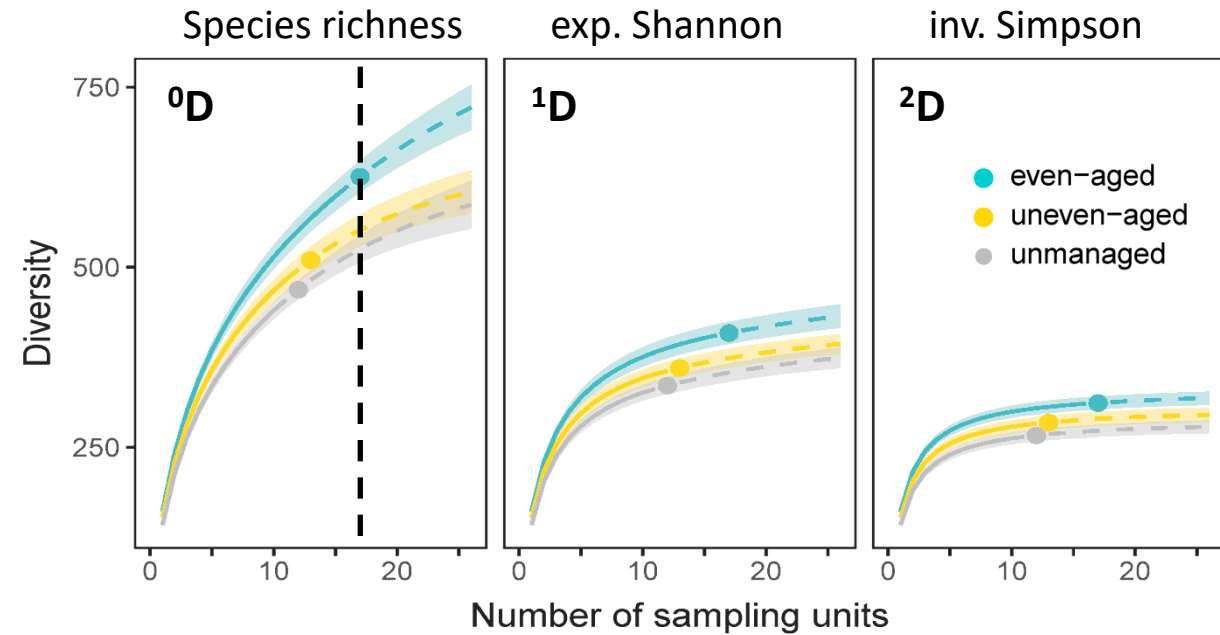 Species richness
exp. Shannon
inv. Simpson
Diversity
750
500
250
⁰D
¹D
²D
even−aged
uneven−aged
unmanaged
0 10 20
0 10 20
0 10 20
Number of sampling units